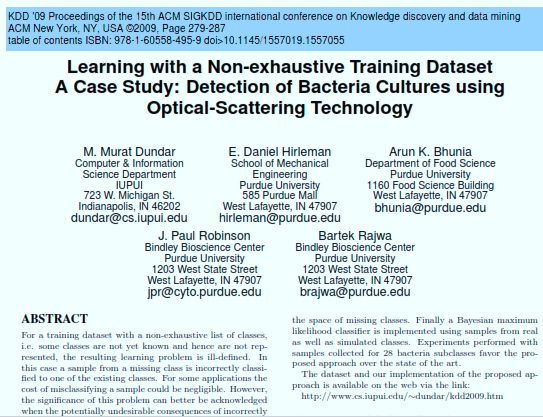 KDD '09 Proceedings of the 15th ACM SIGKDD international conference on Knowledge discovery and data mining
ACM New York, NY, USA ©2009, Page 279-287
table of contents ISBN: 978-1-60558-495-9 doi>10.1145/1557019.1557055
Learning with a Non-exhaustive Training Dataset
A Case Study: Detection of Bacteria Cultures using
Optical-Scattering Technology
M. Murat Dundar
Computer & Information
Science Department
IUPUI
723 W. Michigan St.
Indianapolis, IN 46202
dundar@cs.iupui.edu
E. Daniel Hirleman
School of Mechanical
Engineering
Purdue University
585 Purdue Mall
West Lafayette, IN 47907
hirleman@purdue.edu
Arun K. Bhunia
Department of Food Science
Purdue University
1160 Food Science Building
West Lafayette, IN 47907
bhunia@purdue.edu
J. Paul Robinson
Bindley Bioscience Center
Purdue University
1203 West State Street
West Lafayette, IN 47907
jpr@cyto.purdue.edu
Bartek Rajwa
Bindley Bioscience Center
Purdue University
1203 West State Street
West Lafayette, IN 47907
brajwa@purdue.edu
ABSTRACT
For a training dataset with a non-exhaustive list of classes,
i.e. some classes are not yet known and hence are not rep-
resented, the resulting learning problem is ill-defined. In
this case a sample from a missing class is incorrectly classi-
fied to one of the existing classes. For some applications the
cost of misclassifying a sample could be negligible. However,
the significance of this problem can better be acknowledged
when the potentially undesirable consequences of incorrectly
the space of missing classes. Finally a Bayesian maximum
likelihood classifier is implemented using samples from real
as well as simulated classes. Experiments performed with
samples collected for 28 bacteria subclasses favor the pro-
posed approach over the state of the art.
The dataset and our implementation of the proposed ap-
proach is available on the web via the link:
http://www.cs.iupui.edu/∼dundar/kdd2009.htm